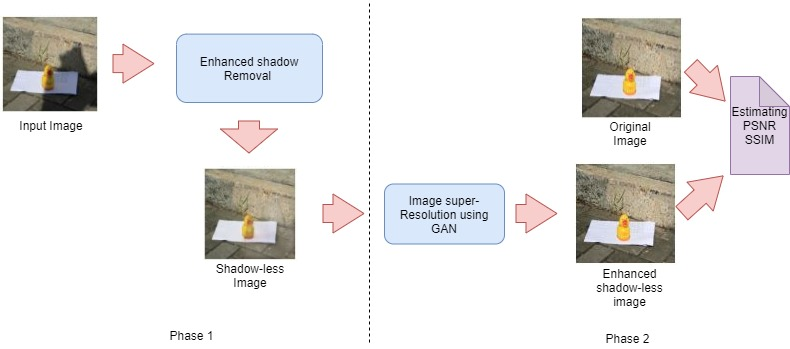 Input Image
Enhanced shadow
Removal
Shadow-less
Image
Phase 1
Image super-
Resolution using
GAN
Original
Image
Enhanced
shadow-less
image
Estimating
PSNR
SSIM
Phase 2